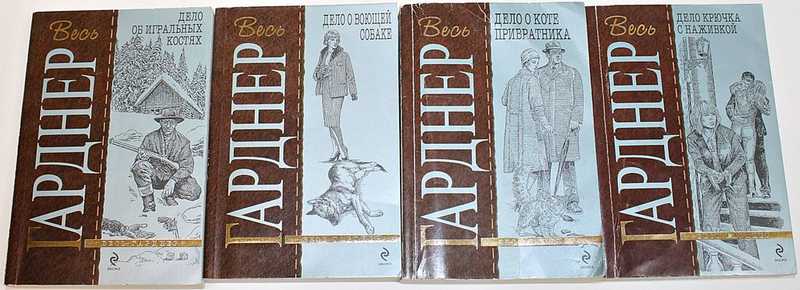 Весь
ГАРДНЕР
ДЕЛО
ОБ ИГРАЛЬНЫХ
КОСТЯХ
Весь
ГАРДНЕР
ДЕЛО О ВОЮЩЕЙ
СОБАКЕ
Весь
ГАРДНЕР
ДЕЛО О КОТЕ
ПРИВРАТНИКА
Весь
ГАРДНЕР
ДЕЛО КРЮЧКА
С НАЖИВКОЙ